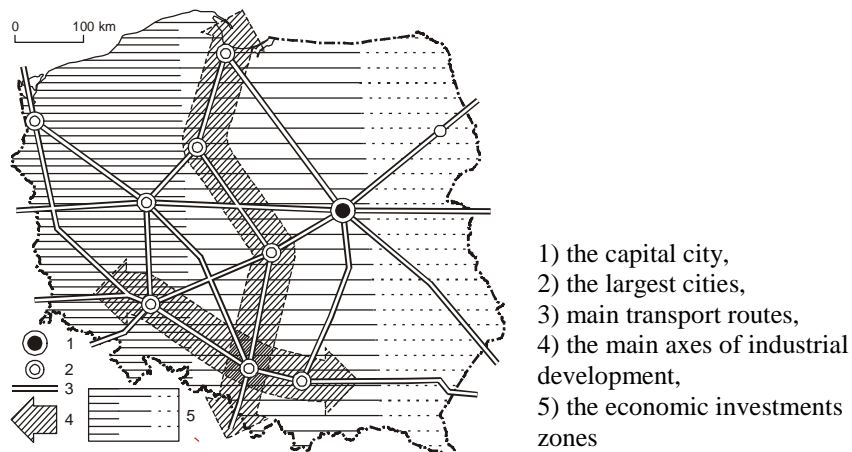 0 100 km
1
2
3
4
5
1) the capital city,
2) the largest cities,
3) main transport routes,
4) the main axes of industrial
development,
5) the economic investments
zones